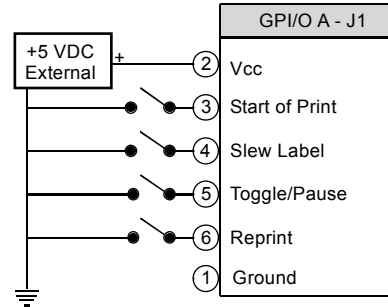 GPI/O A - J1
+5 VDC
External
+
2 Vcc
3 Start of Print
4 Slew Label
5 Toggle/Pause
6 Reprint
1 Ground